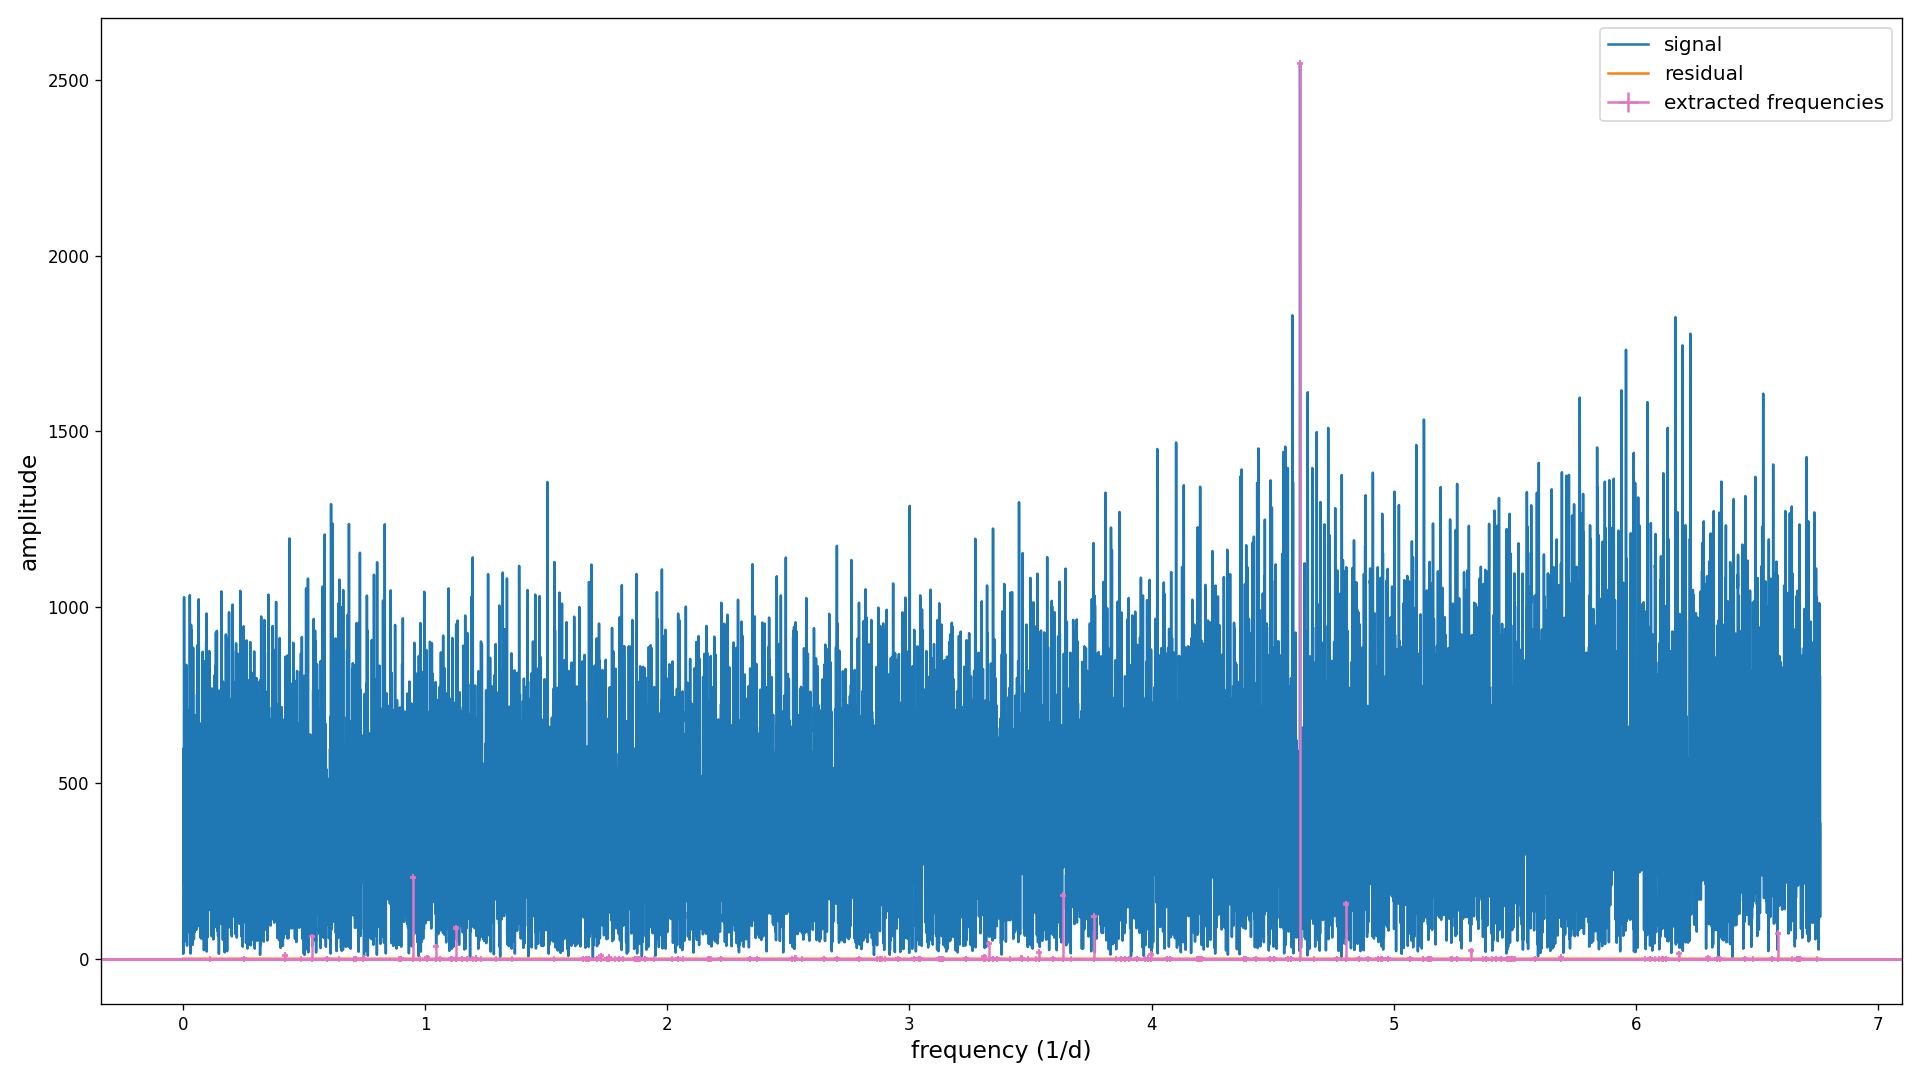 signal
residual
extracted frequencies
2500
2000
1500
1000
500
0
amplitude
0 1 2 3 4 5 6 7
frequency (1/d)